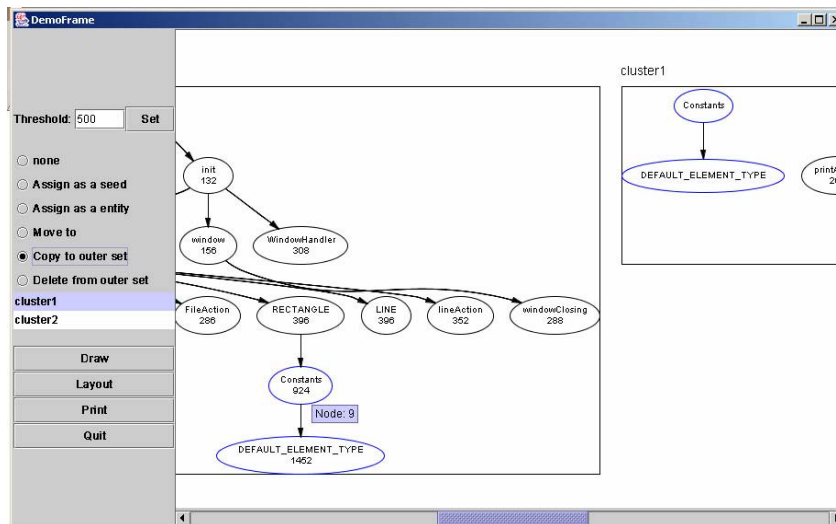 DemoFrame
Threshold: 500 Set
none
Assign as a seed
Assign as a entity
Move to
Copy to outer set
Delete from outer set
cluster1
cluster2
Draw
Layout
Print
Quit
init
132
window
156
WindowHandler
308
FileAction
286
RECTANGLE
396
LINE
396
lineAction
352
windowClosing
288
Constants
924
Node: 9
DEFAULT_ELEMENT_TYPE
1452
cluster1
Constants
DEFAULT_ELEMENT_TYPE